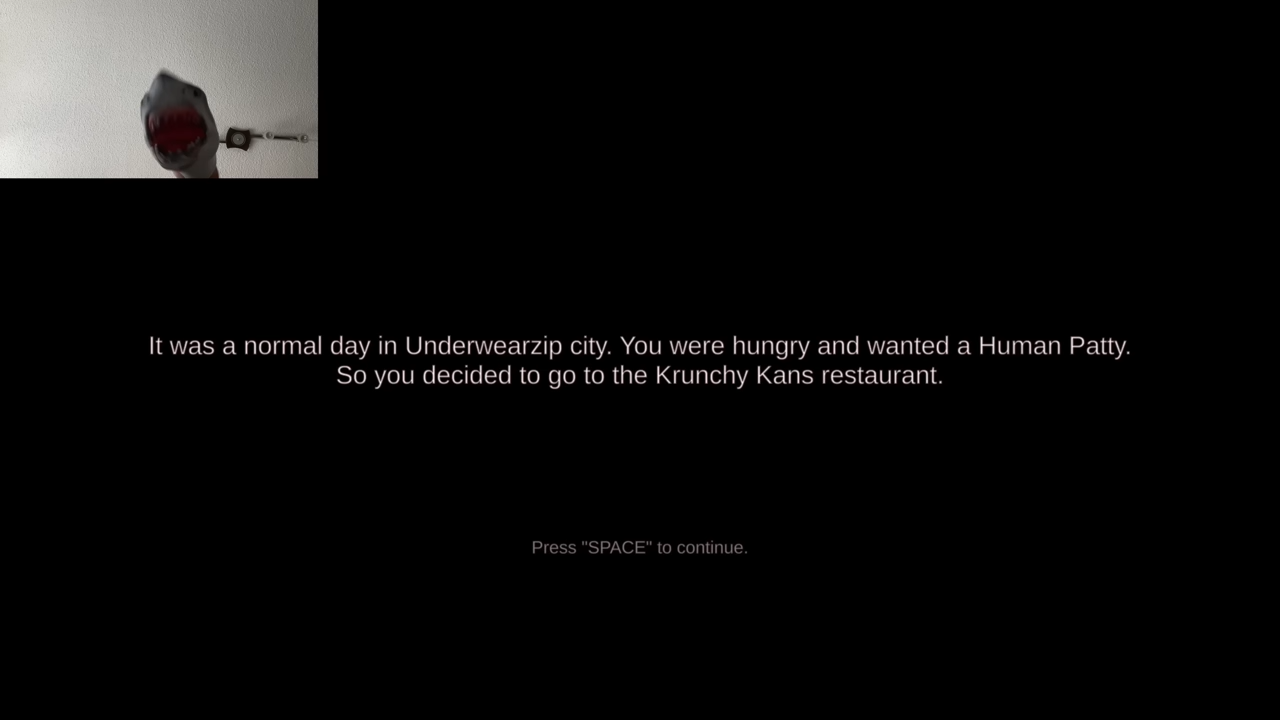 It was a normal day in Underwearzip city. You were hungry and wanted a Human Patty.
So you decided to go to the Krunchy Kans restaurant.
Press "SPACE" to continue.